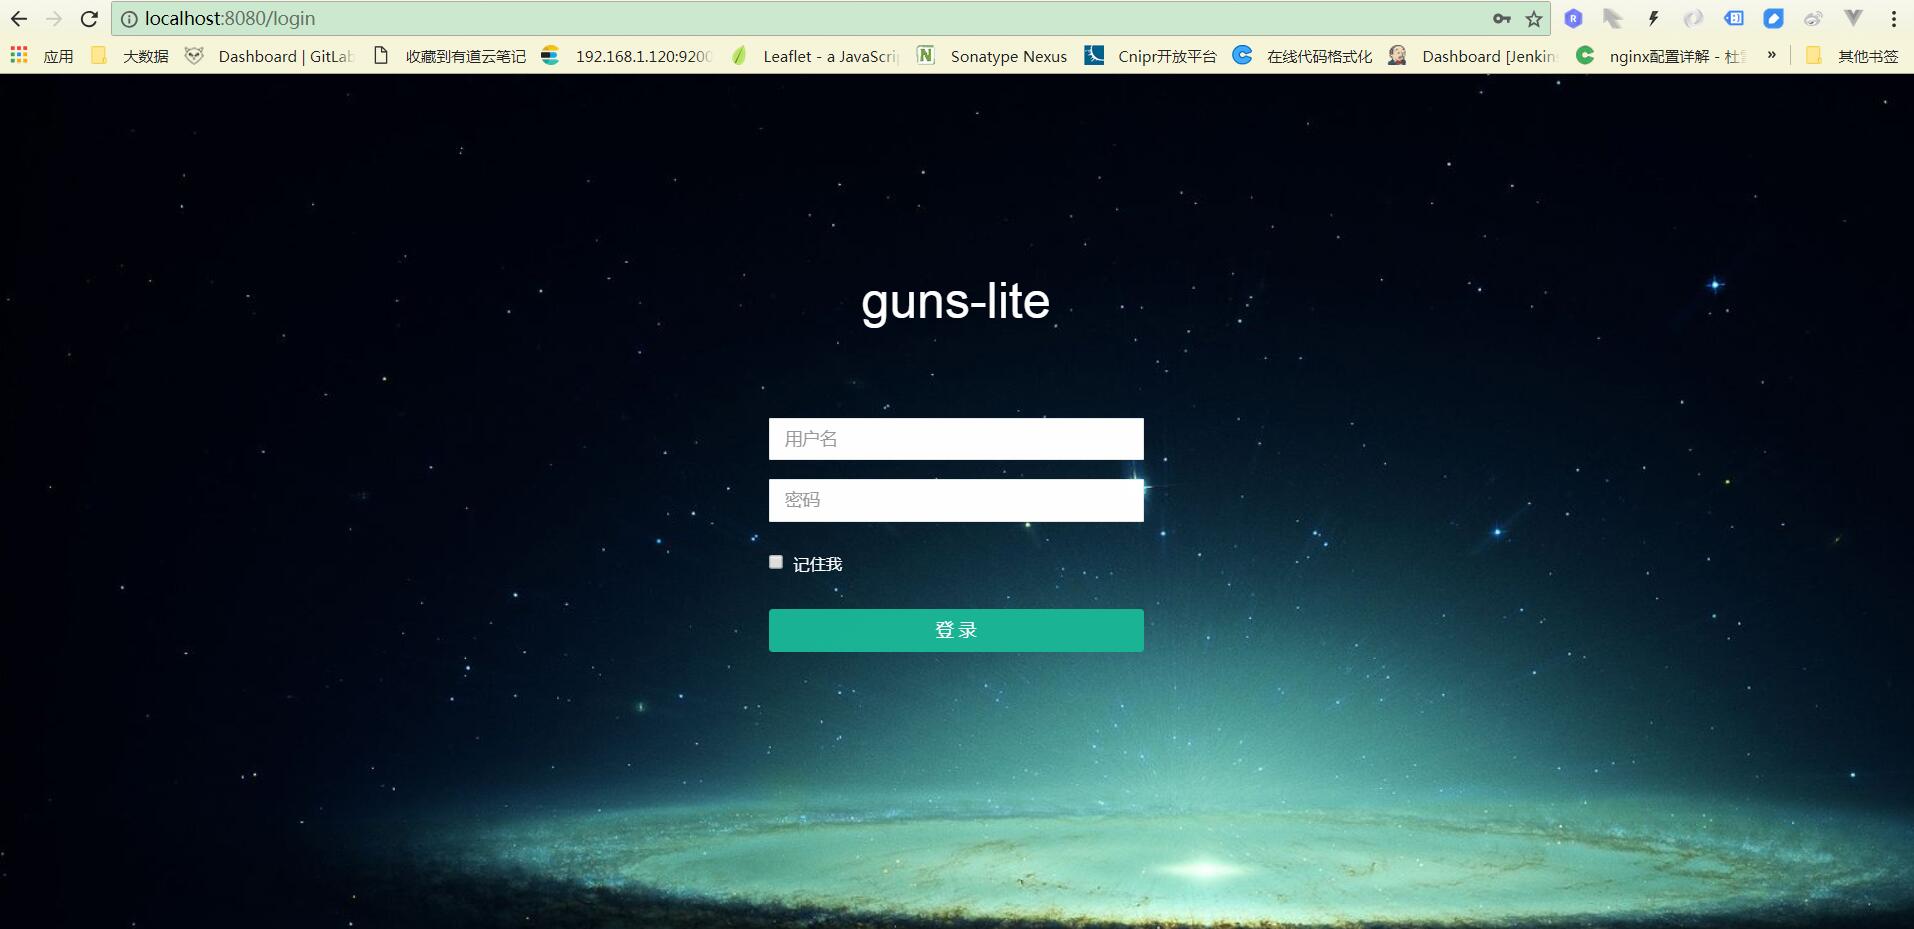 localhost:8080/login
应用 大数据 Dashboard | GitLab 收藏到有道云笔记 192.168.1.120:9200 Leaflet - a JavaScri Sonatype Nexus Cnipr开放平台 在线代码格式化 Dashboard [Jenkins nginx配置详解 - 杜 » 其他书签
guns-lite
用户名
密码
记住我
登 录